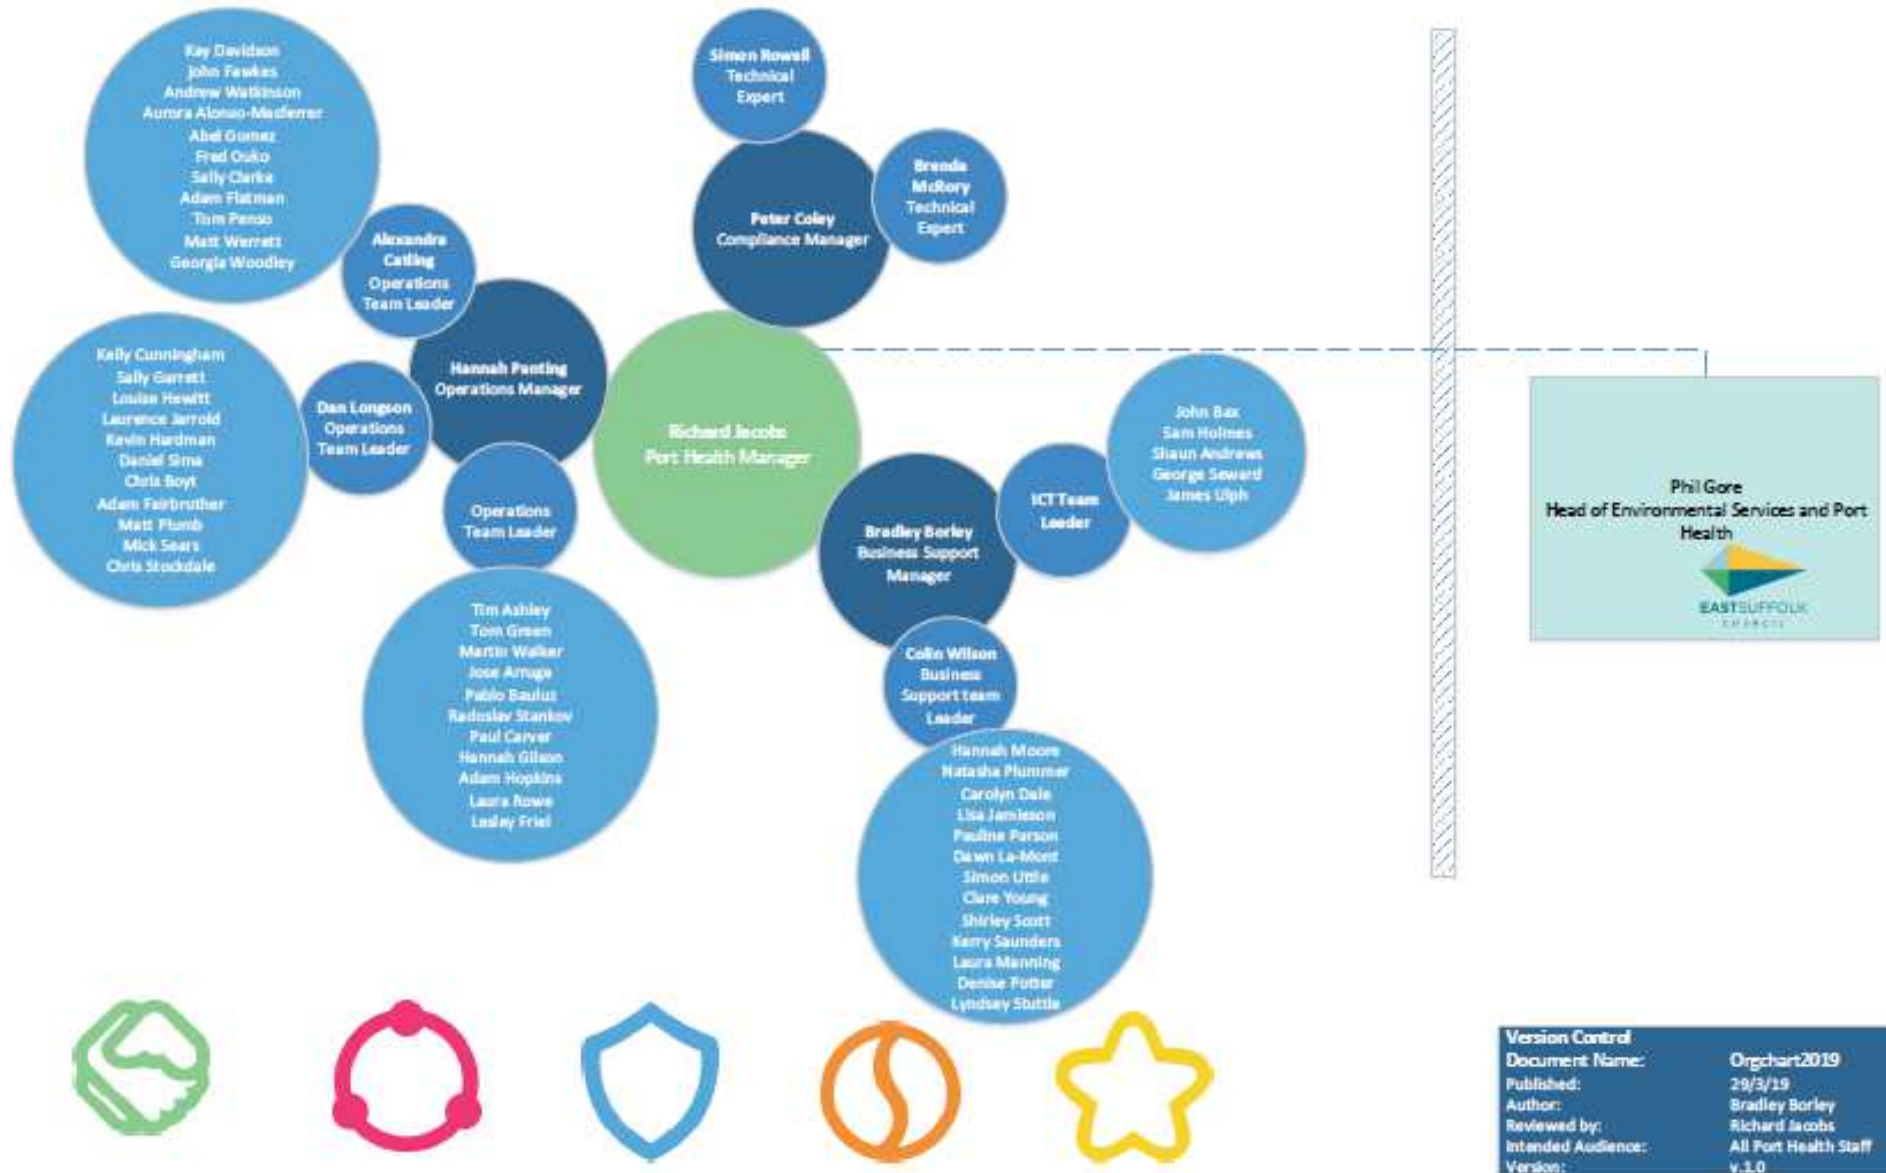 Kay Davidson
John Fawkes
Andrew Watkinson
Aurora Alonso-Masferrer
Abel Gomez
Fred Ouko
Sally Clarke
Adam Flatman
Tom Penso
Matt Werrett
Georgia Woodley
Alexandra
Catling
Operations
Team Leader
Simon Rowell
Technical
Expert
Brenda
McRory
Technical
Expert
Peter Coley
Compliance Manager
Hannah Ponting
Operations Manager
Kelly Cunningham
Sally Garrett
Louise Hewitt
Laurence Jarrold
Kevin Hardman
Daniel Sima
Chris Boyt
Adam Fairbrother
Matt Plumb
Mick Sears
Chris Stockdale
Dan Longson
Operations
Team Leader
Operations
Team Leader
Tim Ashley
Tom Green
Martin Walker
Jose Arruga
Pablo Baulus
Radoslav Stankov
Paul Carver
Hannah Gilson
Adam Hopkins
Laura Rowe
Lesley Friel
Richard Jacobs
Port Health Manager
Bradley Borley
Business Support
Manager
ICT Team
Leader
John Bax
Sam Holmes
Shaun Andrews
George Seward
James Ulph
Colin Wilson
Business
Support team
Leader
Hannah Moore
Natasha Plummer
Carolyn Dale
Lisa Jamieson
Pauline Parson
Dawn La-Mont
Simon Little
Clare Young
Shirley Scott
Kerry Saunders
Laura Manning
Denise Potter
Lyndsey Stuttle
Phil Gore
Head of Environmental Services and Port
Health
EASTSUFFOLK
COUNCIL
Version Control
Document Name: Orgchart2019
Published: 29/3/19
Author: Bradley Borley
Reviewed by: Richard Jacobs
Intended Audience: All Port Health Staff
Version: v.1.0